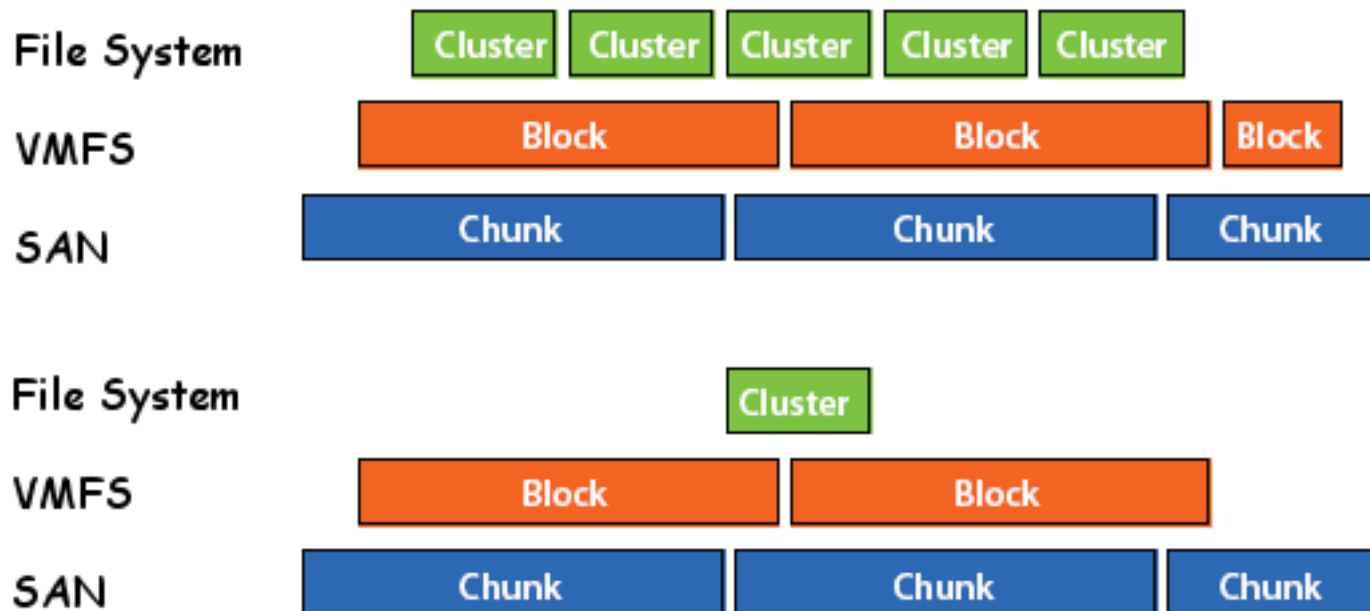 File System Cluster Cluster Cluster Cluster Cluster
VMFS Block Block Block
SAN Chunk Chunk Chunk
File System Cluster
VMFS Block Block
SAN Chunk Chunk Chunk